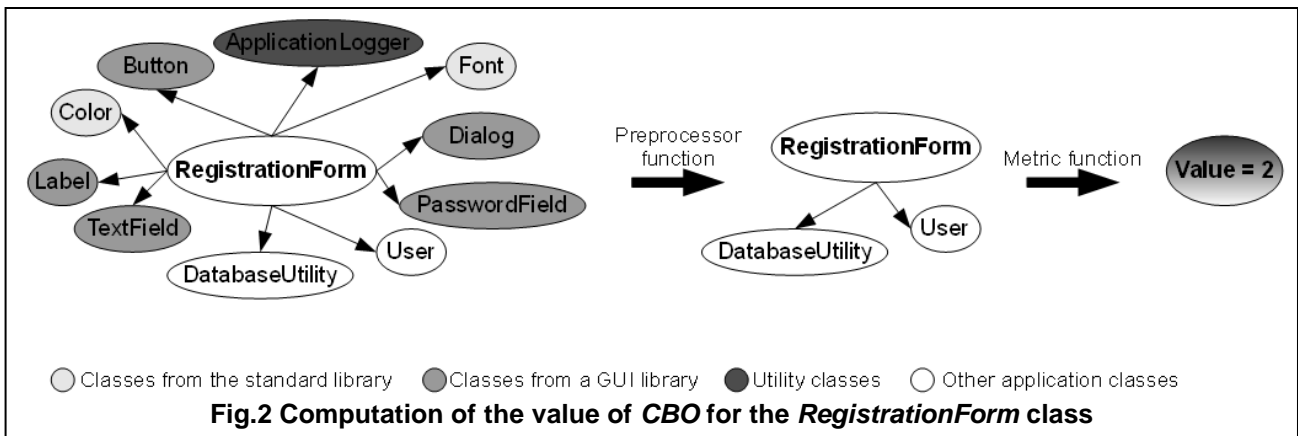 ApplicationLogger
Button
Font
Color
Dialog
RegistrationForm
Label
PasswordField
TextField
User
DatabaseUtility
Preprocessor
function
RegistrationForm
User
DatabaseUtility
Metric function
Value = 2
Classes from the standard library
Classes from a GUI library
Utility classes
Other application classes
Fig.2 Computation of the value of CBO for the RegistrationForm class